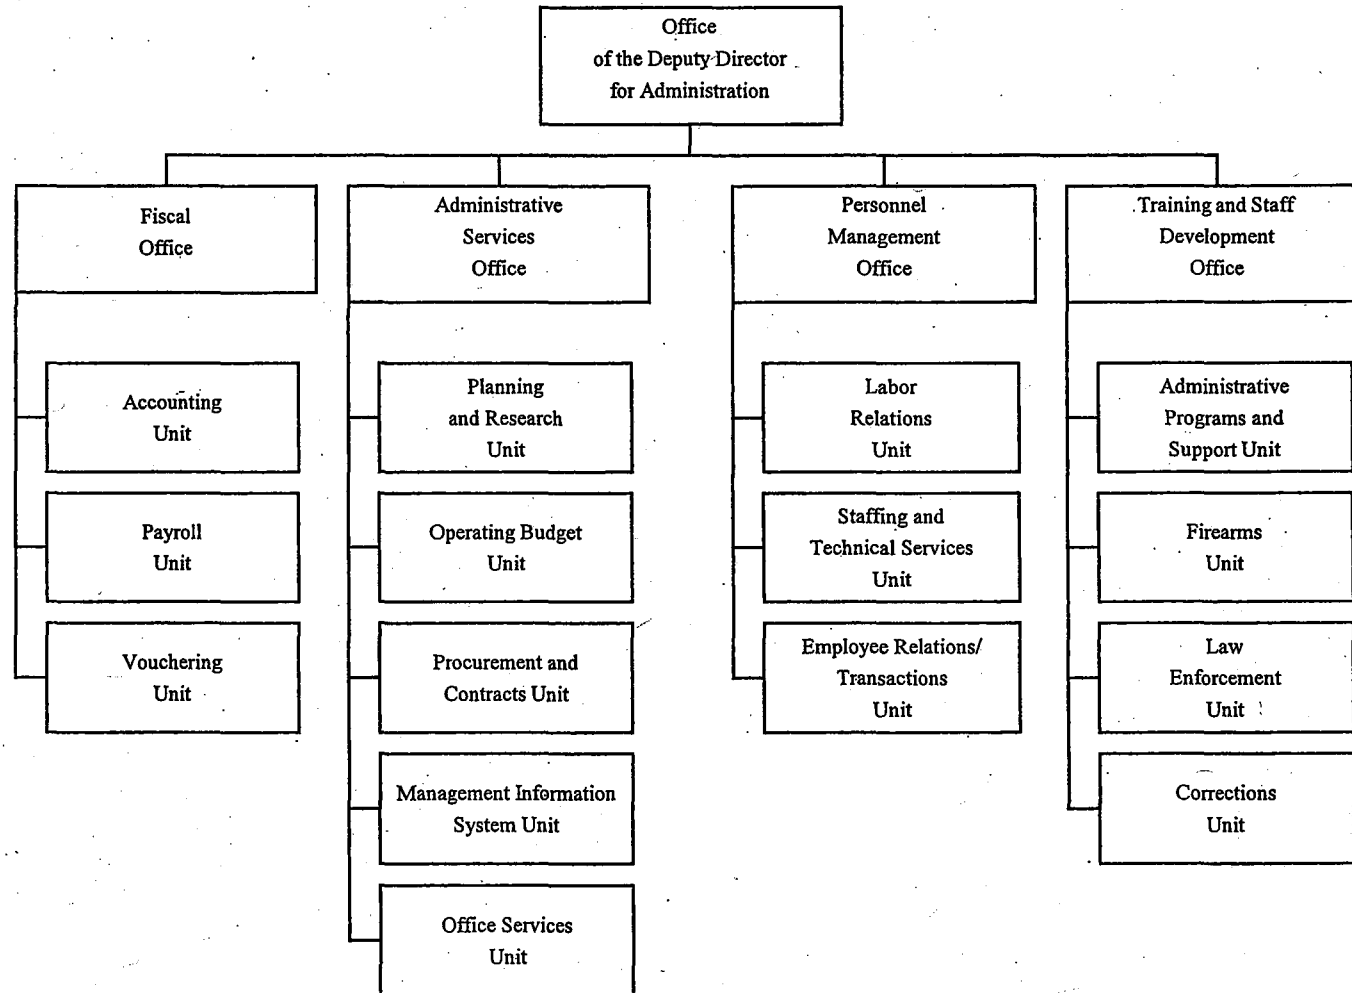 Office
of the Deputy Director
for Administration
Fiscal
Office
Administrative
Services
Office
Personnel
Management
Office
Training and Staff
Development
Office
Accounting
Unit
Payroll
Unit
Vouchering
Unit
Planning
and Research
Unit
Operating Budget
Unit
Procurement and
Contracts Unit
Management Information
System Unit
Office Services
Unit
Labor
Relations
Unit
Staffing and
Technical Services
Unit
Employee Relations/
Transactions
Unit
Administrative
Programs and
Support Unit
Firearms
Unit
Law
Enforcement
Unit
Corrections
Unit